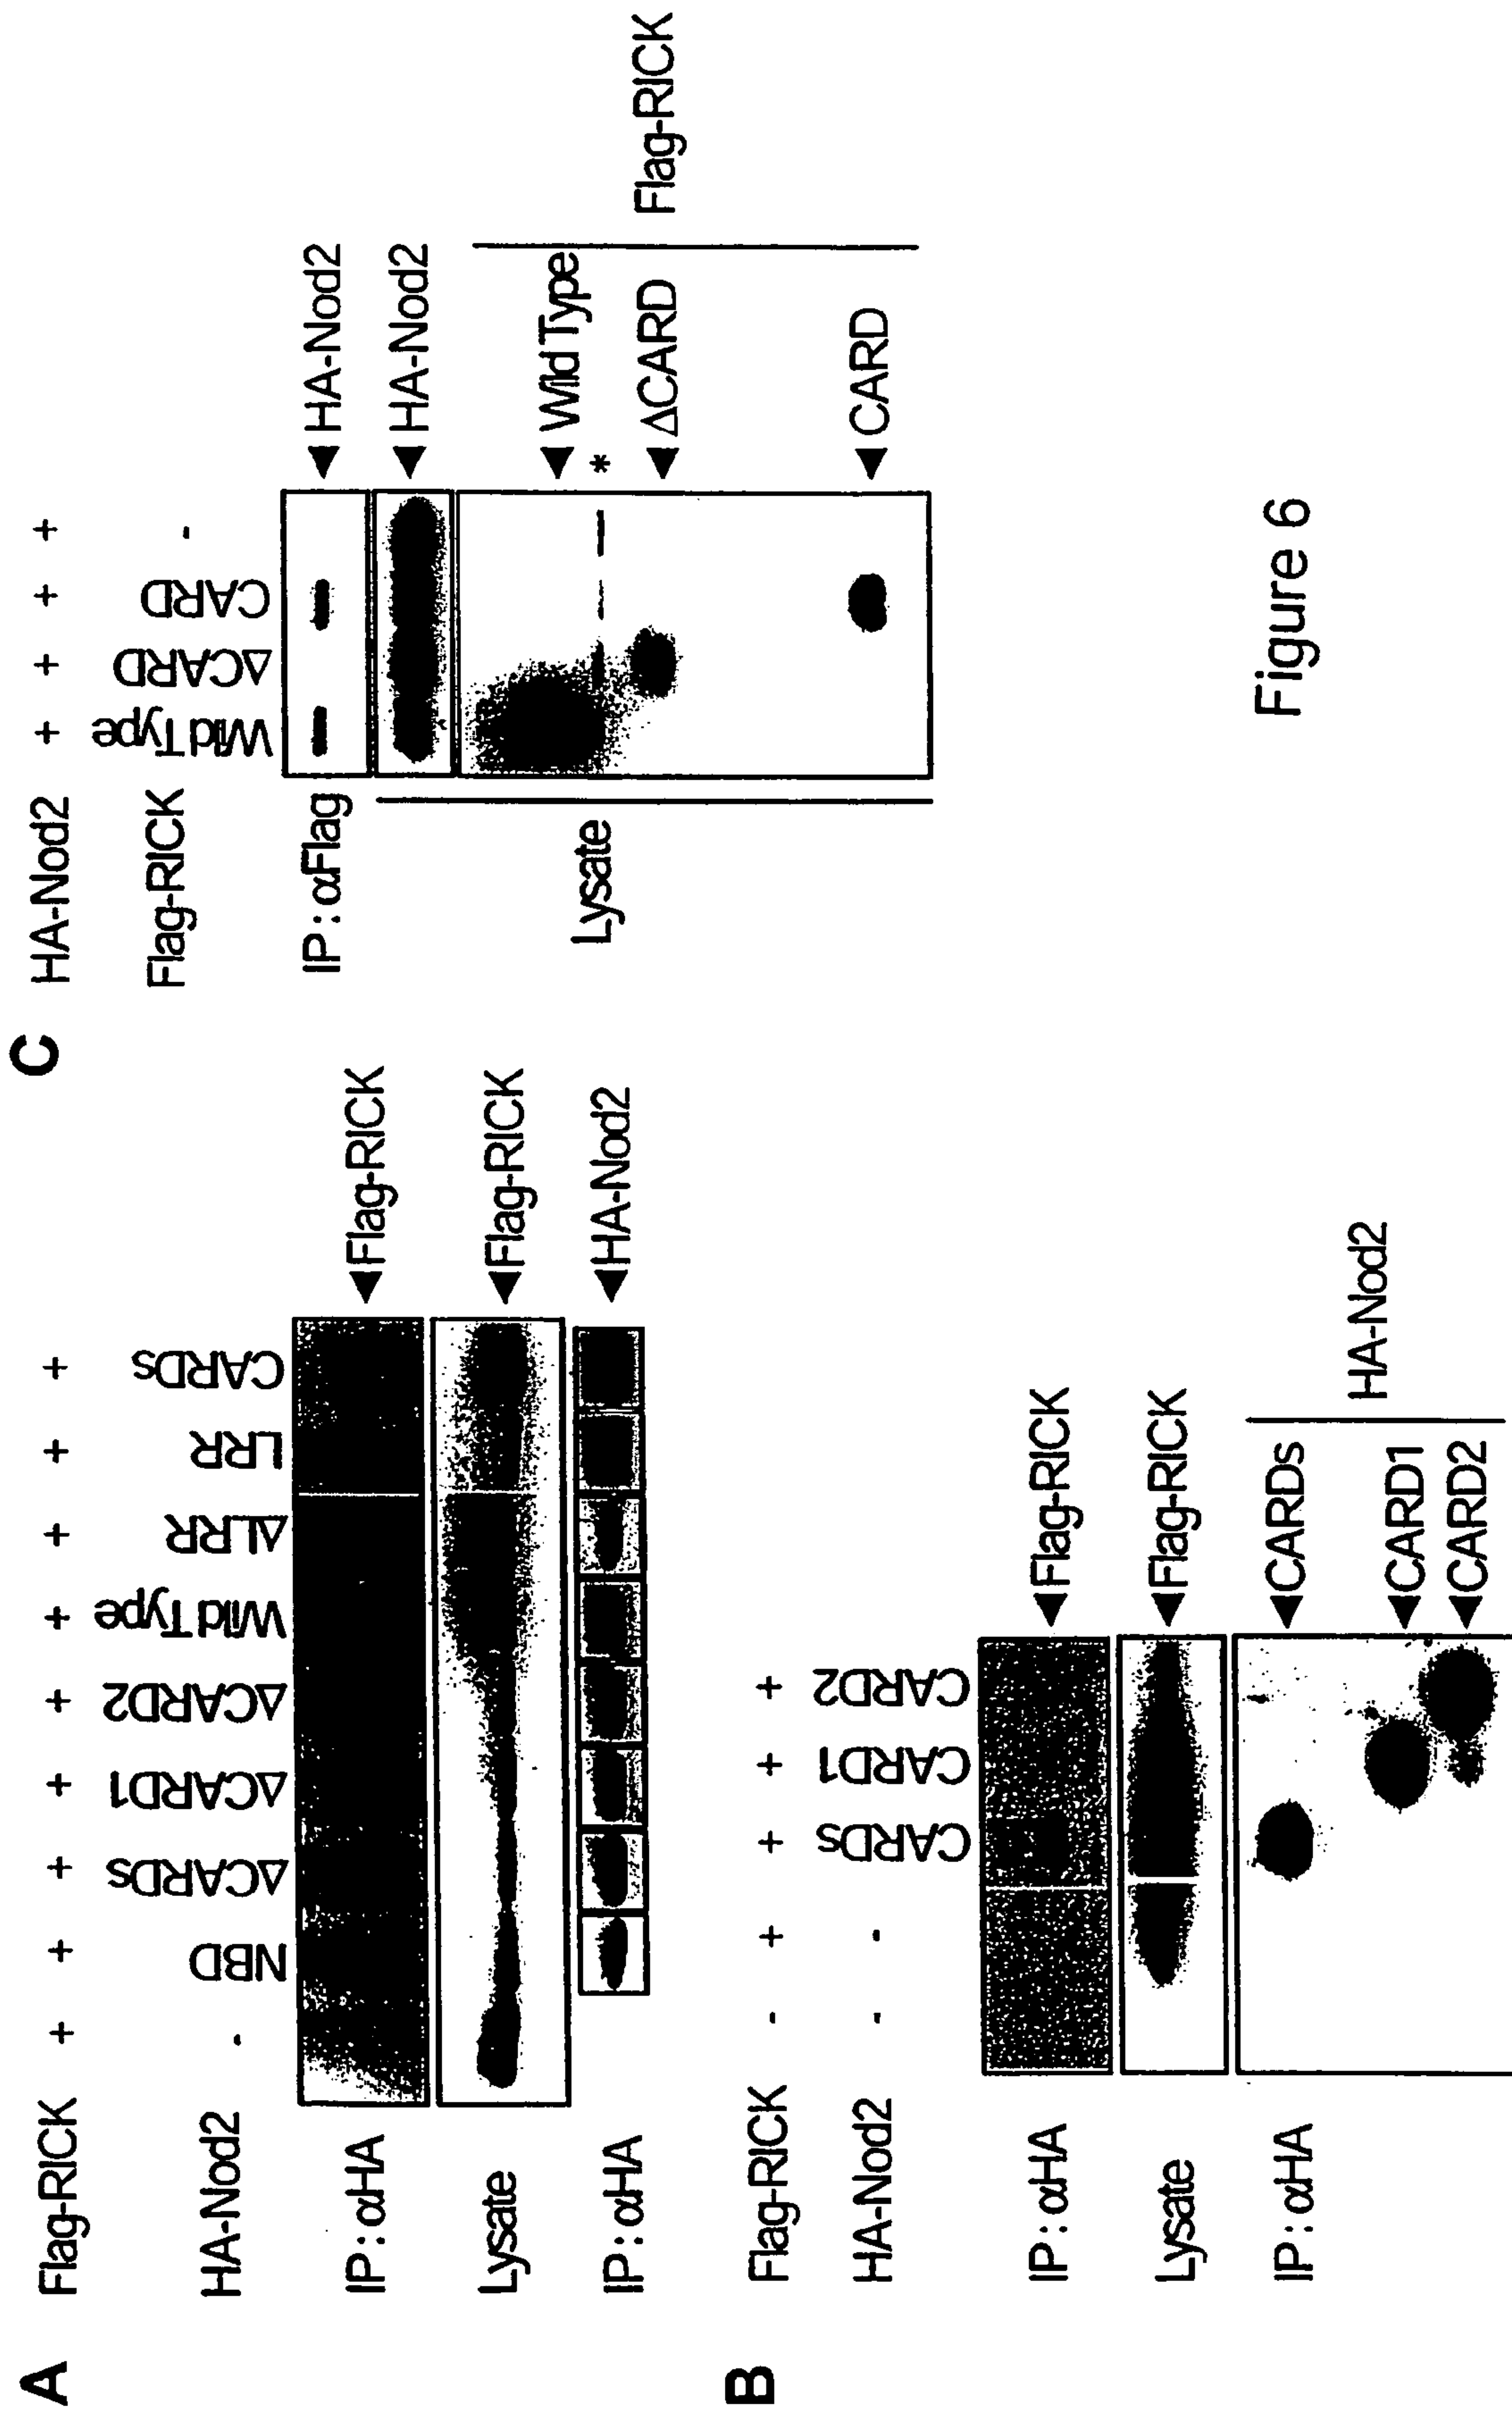 A
Flag-RICK + + + + + + + + +
HA-Nod2 - NBD ΔCARDs ΔCARD1 ΔCARD2 Wild Type ΔLRR LRR CARDs
IP: αHA ◀Flag-RICK
Lysate ◀Flag-RICK
IP: αHA ◀HA-Nod2
B
Flag-RICK - + + + +
HA-Nod2 - - CARDs CARD1 CARD2
IP: αHA ◀Flag-RICK
Lysate ◀Flag-RICK
IP: αHA ◀CARDs
◀CARD1
◀CARD2
HA-Nod2
C
HA-Nod2 + + + +
Flag-RICK Wild Type ΔCARD CARD -
IP: αFlag ◀HA-Nod2
◀HA-Nod2
Lysate
◀Wild Type
*
◀ΔCARD
◀CARD
Flag-RICK
Figure 6